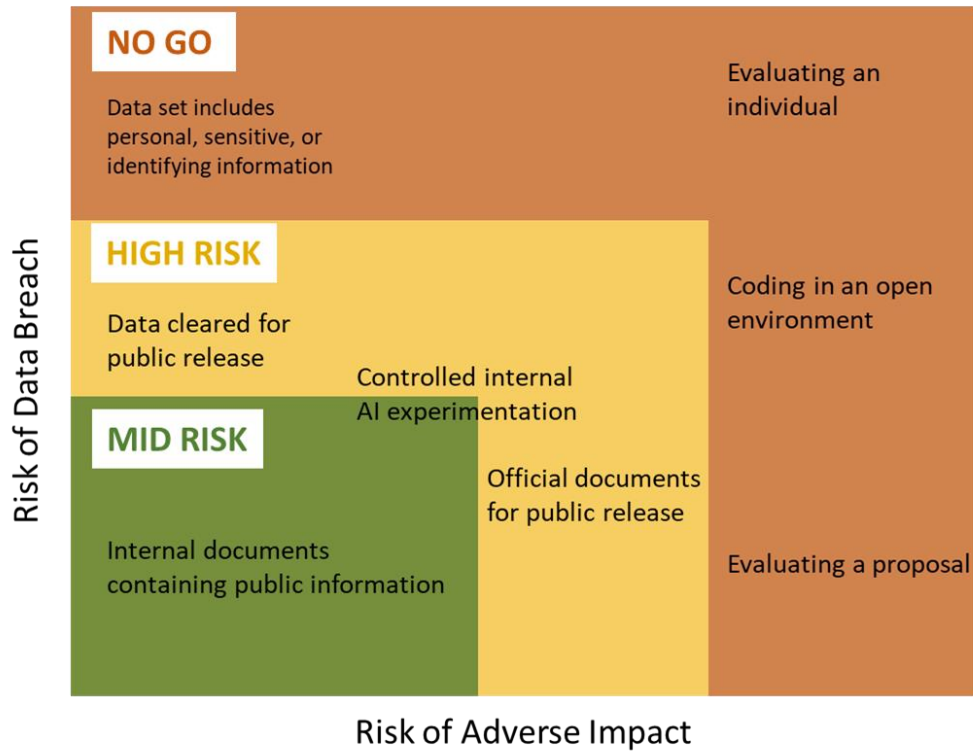 NO GO
Data set includes
personal, sensitive, or
identifying information
Evaluating an
individual
HIGH RISK
Data cleared for
public release
Coding in an open
environment
Controlled internal
AI experimentation
MID RISK
Official documents
for public release
Internal documents
containing public information
Evaluating a proposal
Risk of Data Breach
Risk of Adverse Impact